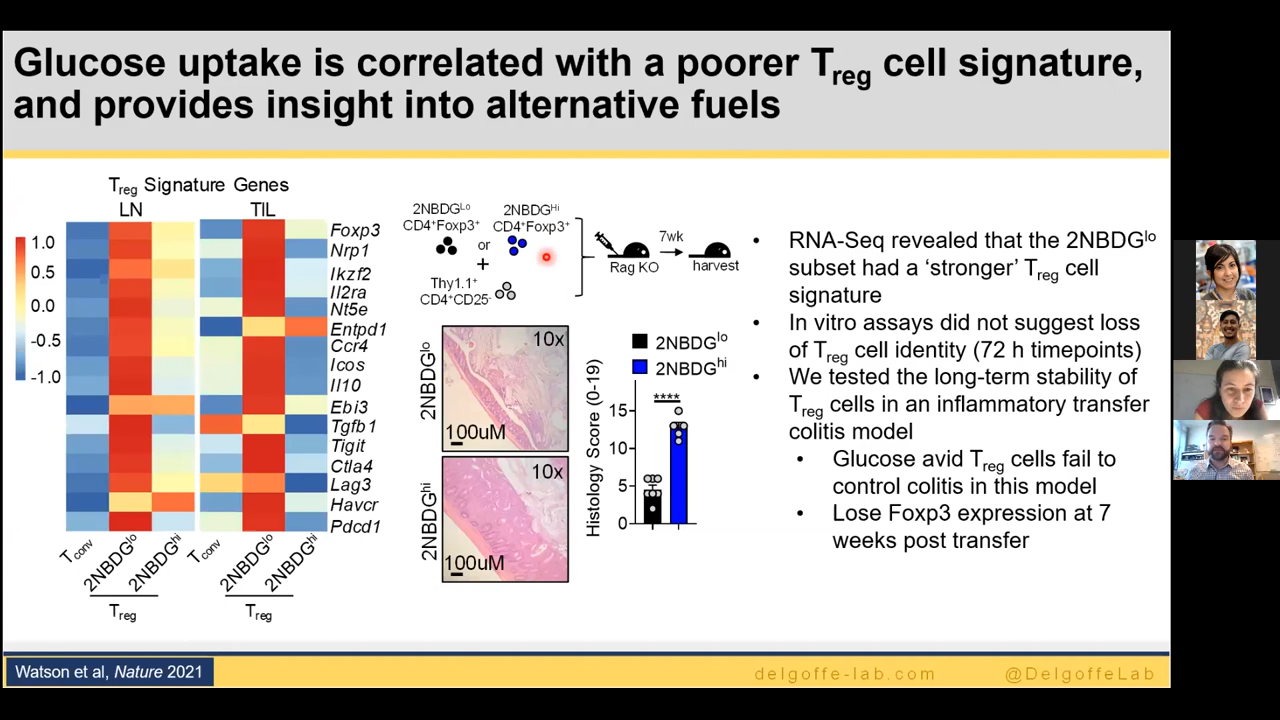 Glucose uptake is correlated with a poorer Treg cell signature,
and provides insight into alternative fuels
Treg Signature Genes
LN
TIL
1.0
0.5
0.0
-0.5
-1.0
Foxp3
Nrp1
Ikzf2
Il2ra
Nt5e
Entpd1
Ccr4
Icos
Il10
Ebi3
Tgfb1
Tigit
Ctla4
Lag3
Havcr
Pdcd1
Tconv
2NBDGlo
2NBDGhi
Tconv
2NBDGlo
2NBDGhi
Treg
Treg
2NBDGLo
CD4+Foxp3+
or
2NBDGHi
CD4+Foxp3+
+
Thy1.1+
CD4+CD25-
Rag KO
7wk
harvest
2NBDGlo
10x
100uM
2NBDGhi
10x
100uM
2NBDGlo
2NBDGhi
Histology Score (0-19)
****
15
10
5
0
• RNA-Seq revealed that the 2NBDGlo
subset had a ‘stronger’ Treg cell
signature
• In vitro assays did not suggest loss
of Treg cell identity (72 h timepoints)
• We tested the long-term stability of
Treg cells in an inflammatory transfer
colitis model
• Glucose avid Treg cells fail to
control colitis in this model
• Lose Foxp3 expression at 7
weeks post transfer
Watson et al, Nature 2021
delgoffe-lab.com
@DelgoffeLab